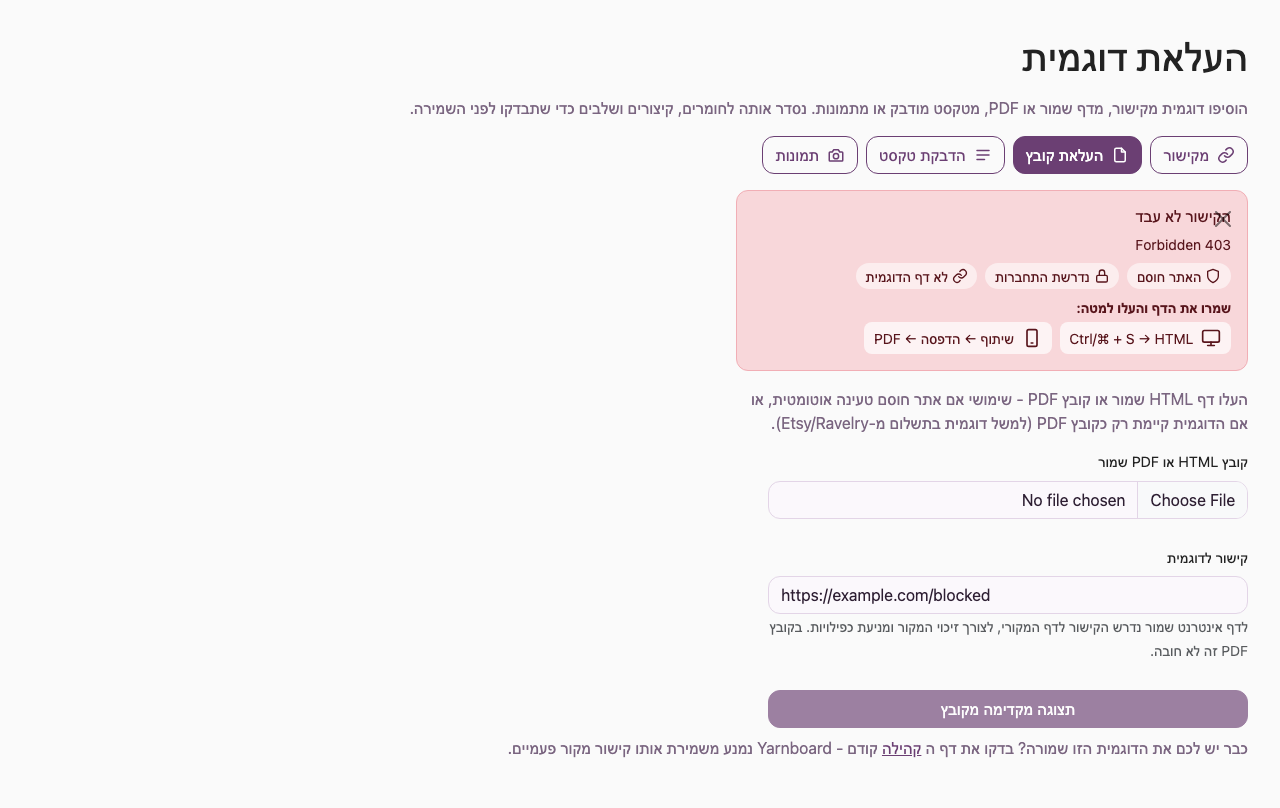 העלאת דוגמית
הוסיפו דוגמית מקישור, מדף שמור או PDF, מטקסט מודבק או מתמונות. נסדר אותה לחומרים, קיצורים ושלבים כדי שתבדקו לפני השמירה.
מקישור
העלאת קובץ
הדבקת טקסט
תמונות
הקישור לא עבד
403 Forbidden
האתר חוסם
נדרשת התחברות
לא דף הדוגמית
שמרו את הדף והעלו למטה:
Ctrl/⌘ + S → HTML
שיתוף ← הדפסה ← PDF
העלו דף HTML שמור או קובץ PDF - שימושי אם אתר חוסם טעינה אוטומטית, או
אם הדוגמית קיימת רק כקובץ PDF (למשל דוגמית בתשלום מ-Etsy/Ravelry).
קובץ HTML או PDF שמור
Choose File
No file chosen
קישור לדוגמית
https://example.com/blocked
לדף אינטרנט שמור נדרש הקישור לדף המקורי, לצורך זיכוי המקור ומניעת כפילויות. בקובץ
PDF זה לא חובה.
תצוגה מקדימה מקובץ
כבר יש לכם את הדוגמית הזו שמורה? בדקו את דף ה קהילה קודם - Yarnboard נמנע משמירת אותו קישור מקור פעמיים.